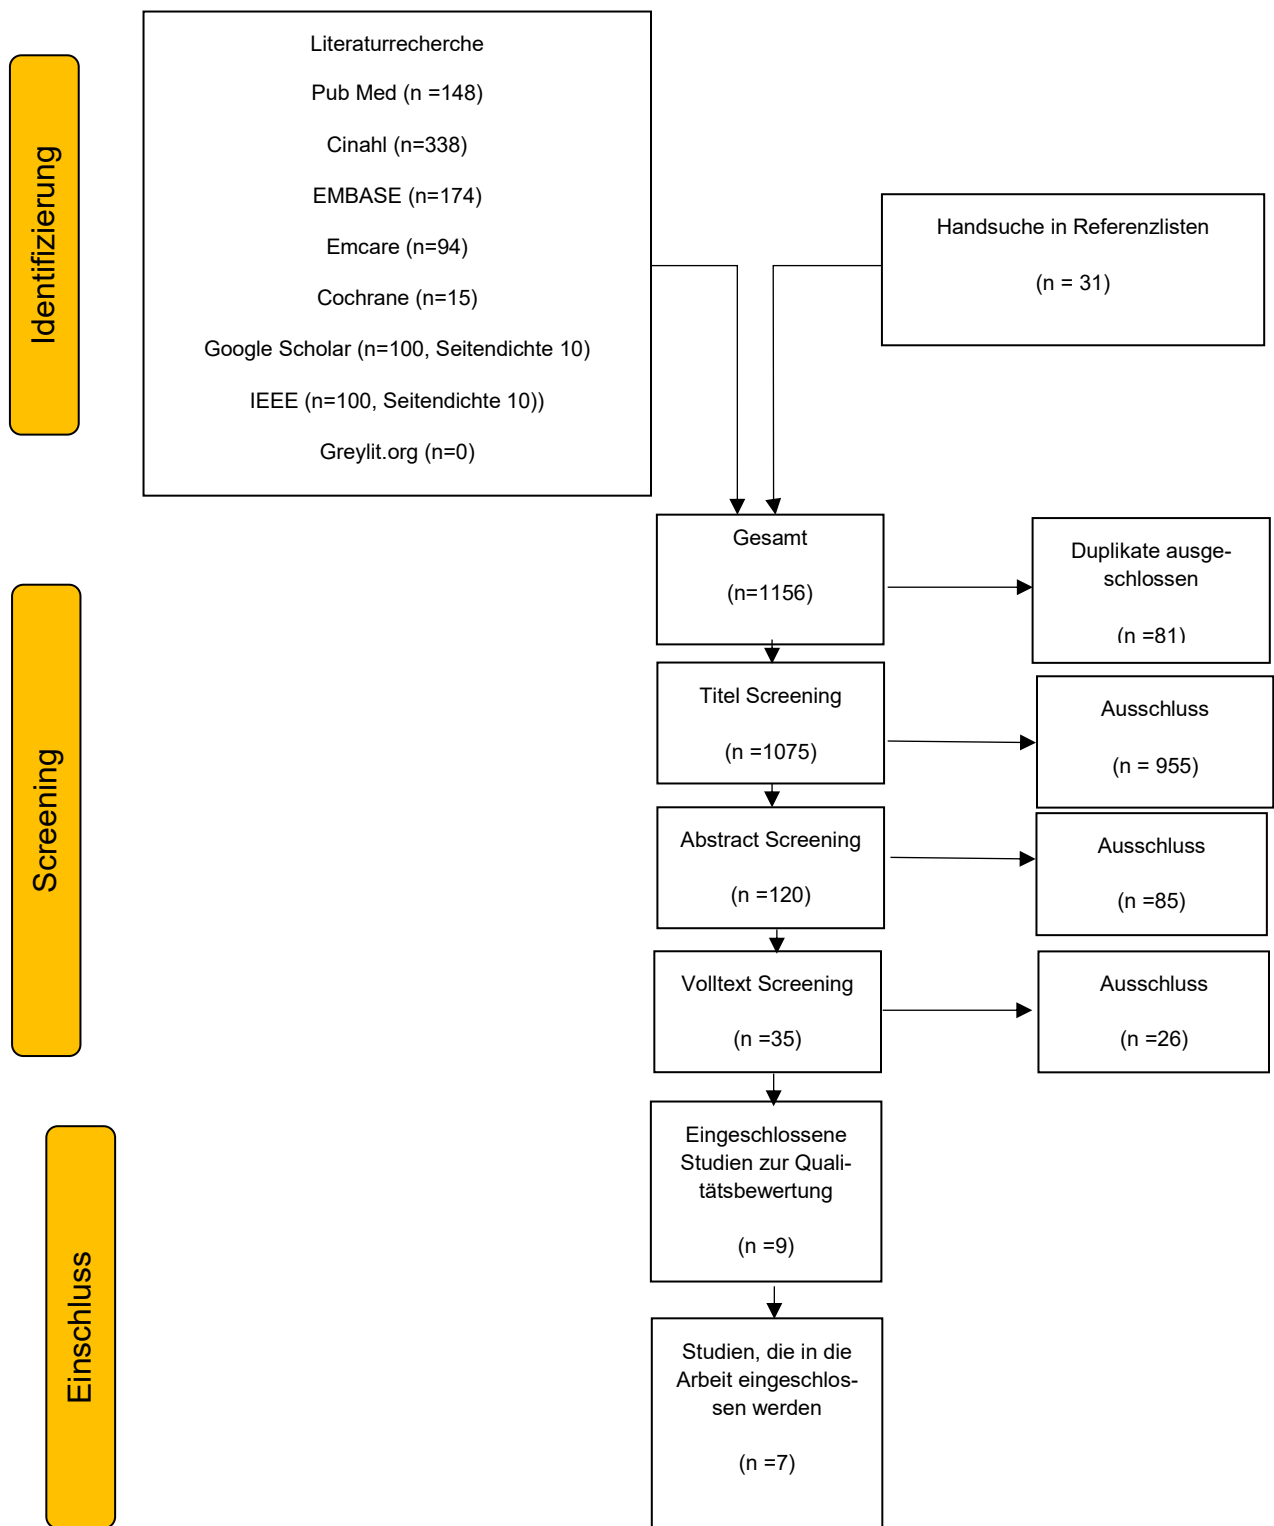 Identifizierung
Literaturrecherche
Pub Med (n =148)
Cinahl (n=338)
EMBASE (n=174)
Emcare (n=94)
Cochrane (n=15)
Google Scholar (n=100, Seitendichte 10)
IEEE (n=100, Seitendichte 10))
Greylit.org (n=0)
Handsuche in Referenzlisten
(n = 31)
Screening
Gesamt
(n=1156)
Duplikate ausge-
schlossen
(n =81)
Titel Screening
(n =1075)
Ausschluss
(n = 955)
Abstract Screening
(n =120)
Ausschluss
(n =85)
Volltext Screening
(n =35)
Ausschluss
(n =26)
Einschluss
Eingeschlossene
Studien zur Quali-
tätsbewertung
(n =9)
Studien, die in die
Arbeit eingeschlos-
sen werden
(n =7)